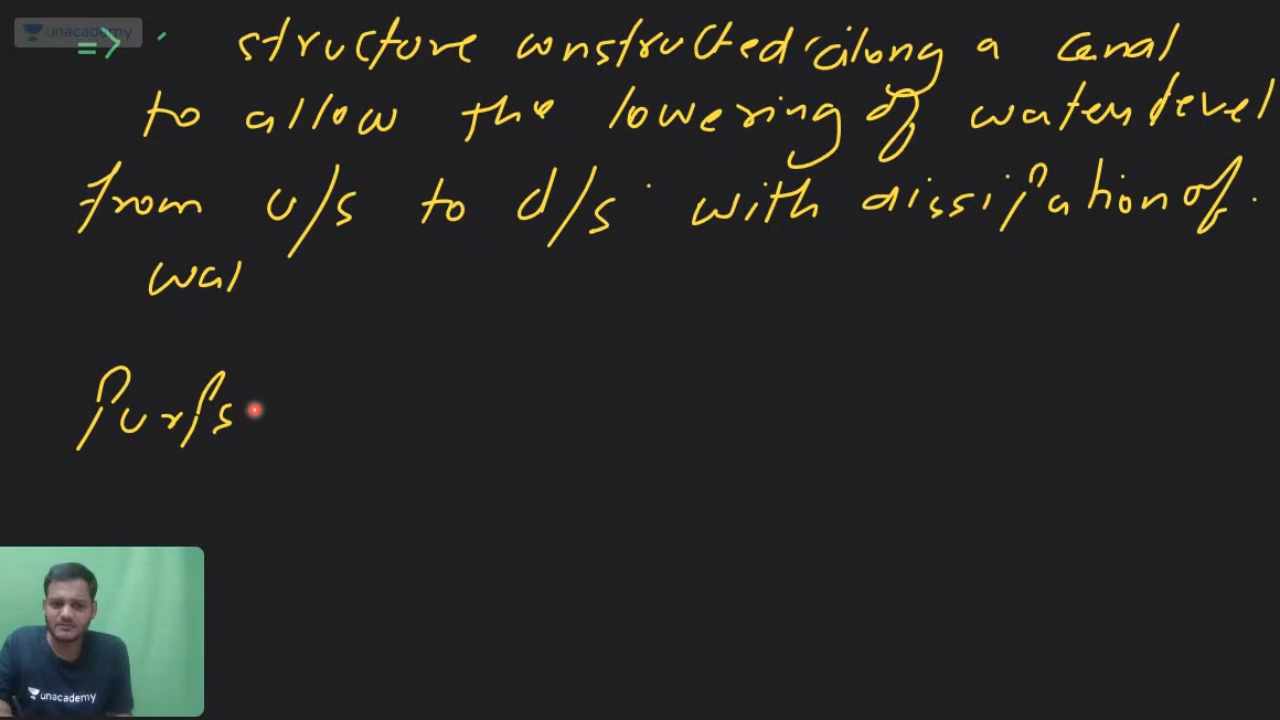 unacademy
=> structure constructed along a canal
to allow the lowering of water level
from u/s to d/s with dissipation of
wal
Purps
unacademy